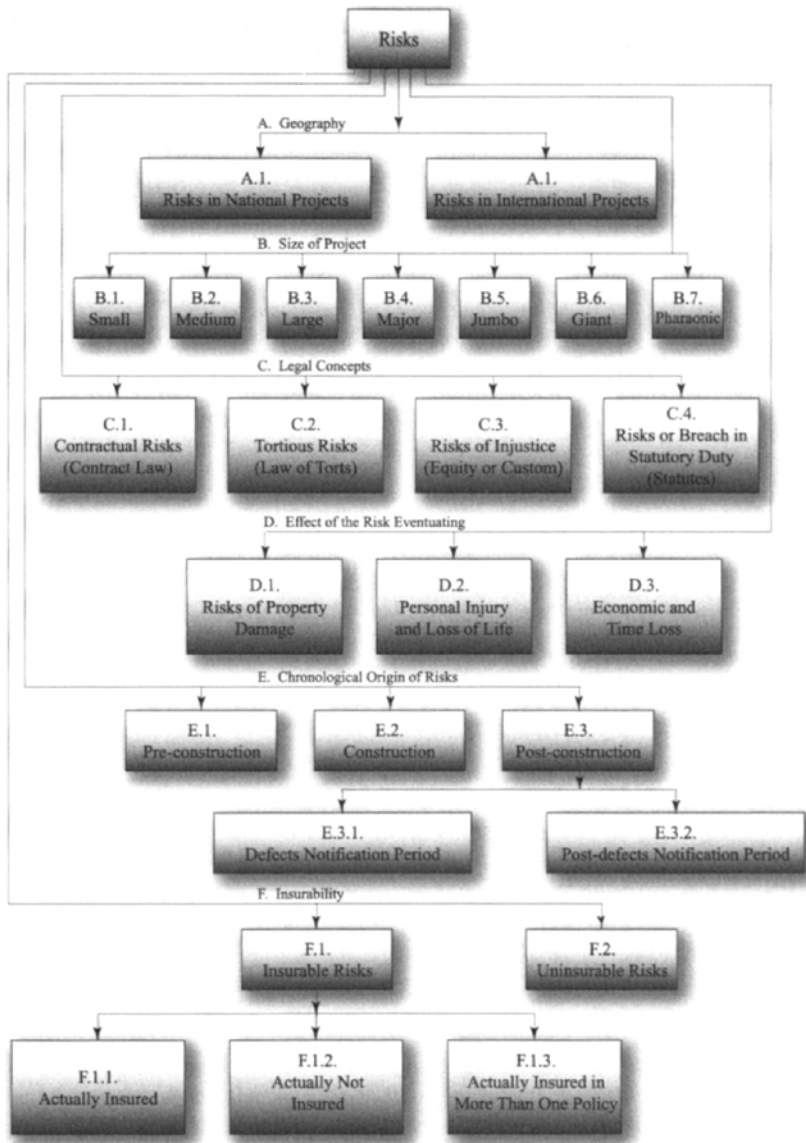 Risks
A. Geography
A.1.
Risks in National Projects
A.1.
Risks in International Projects
B. Size of Project
B.1.
Small
B.2.
Medium
B.3.
Large
B.4.
Major
B.5.
Jumbo
B.6.
Giant
B.7.
Pharaonic
C. Legal Concepts
C.1.
Contractual Risks
(Contract Law)
C.2.
Tortious Risks
(Law of Torts)
C.3.
Risks of Injustice
(Equity or Custom)
C.4.
Risks or Breach in
Statutory Duty
(Statutes)
D. Effect of the Risk Eventuating
D.1.
Risks of Property
Damage
D.2.
Personal Injury
and Loss of Life
D.3.
Economic and
Time Loss
E. Chronological Origin of Risks
E.1.
Pre-construction
E.2.
Construction
E.3.
Post-construction
E.3.1.
Defects Notification Period
E.3.2.
Post-defects Notification Period
F. Insurability
F.1.
Insurable Risks
F.2.
Uninsurable Risks
F.1.1.
Actually Insured
F.1.2.
Actually Not
Insured
F.1.3.
Actually Insured in
More Than One Policy